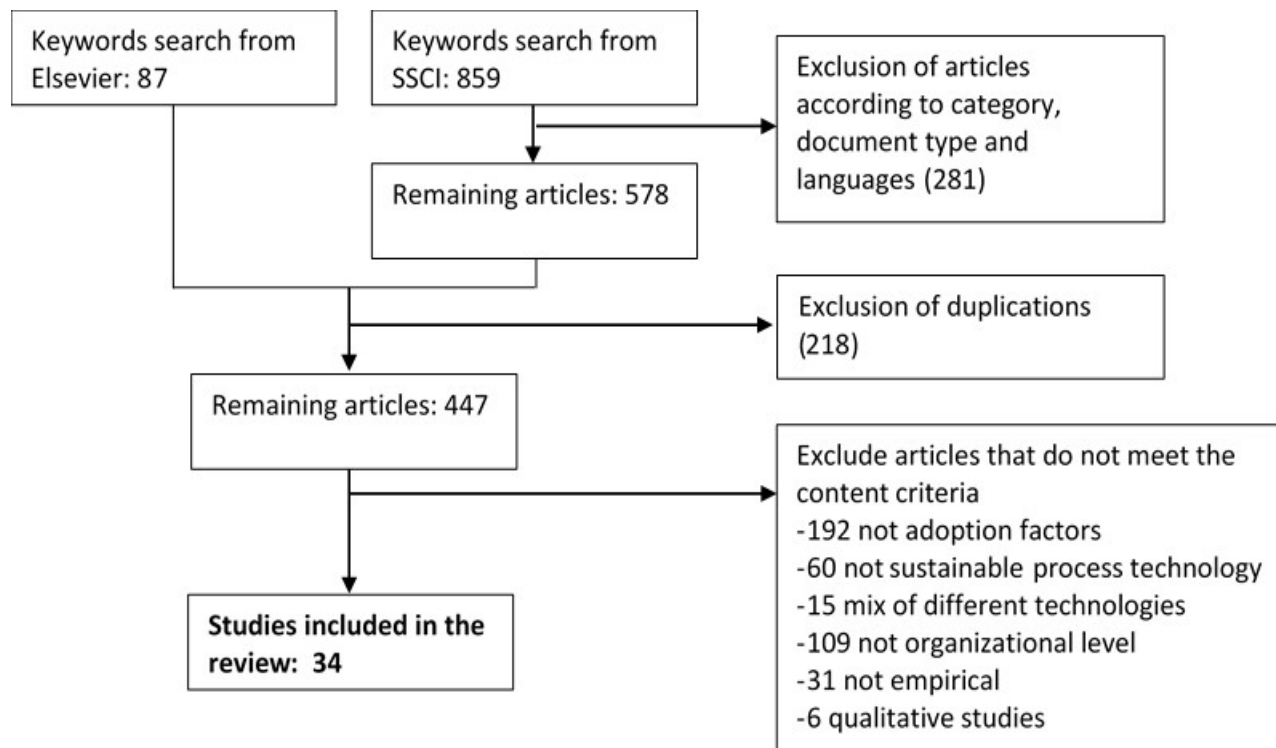 Keywords search from
Elsevier: 87
Keywords search from
SSCI: 859
Exclusion of articles
according to category,
document type and
languages (281)
Remaining articles: 578
Exclusion of duplications
(218)
Remaining articles: 447
Exclude articles that do not meet the
content criteria
-192 not adoption factors
-60 not sustainable process technology
-15 mix of different technologies
-109 not organizational level
-31 not empirical
-6 qualitative studies
Studies included in the
review: 34